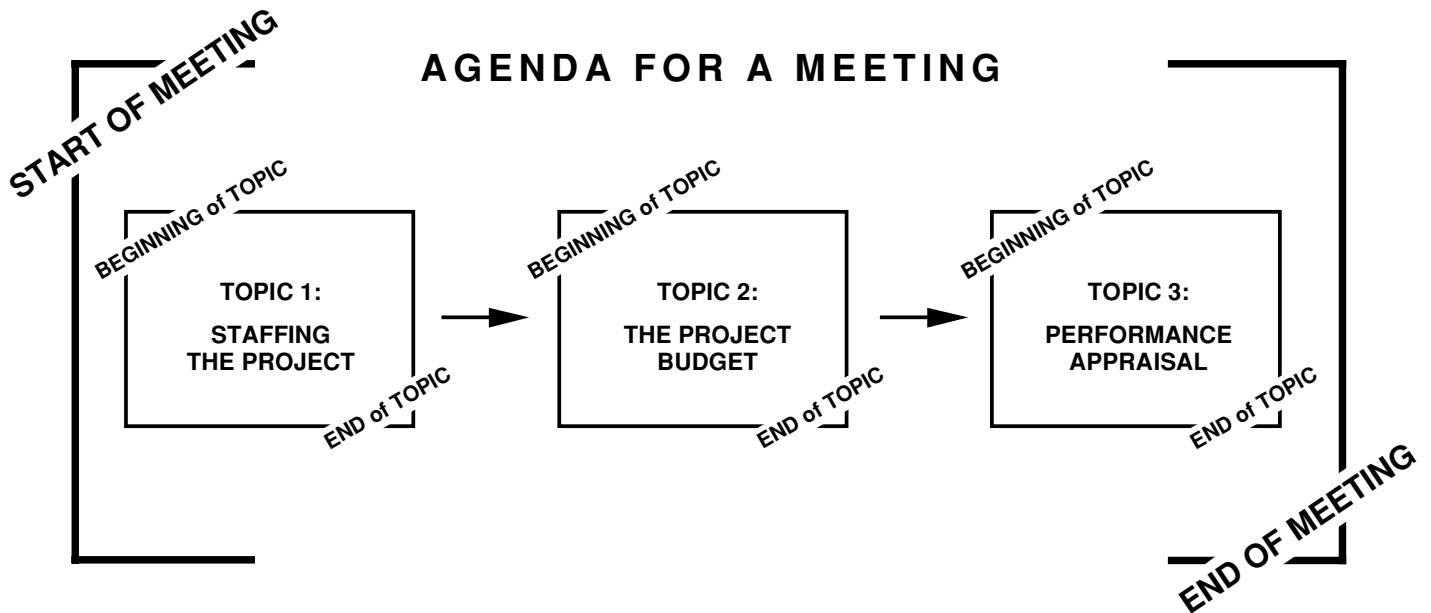 START OF MEETING
AGENDA FOR A MEETING
BEGINNING of TOPIC
TOPIC 1:
STAFFING
THE PROJECT
END of TOPIC
BEGINNING of TOPIC
TOPIC 2:
THE PROJECT
BUDGET
END of TOPIC
BEGINNING of TOPIC
TOPIC 3:
PERFORMANCE
APPRAISAL
END of TOPIC
END OF MEETING